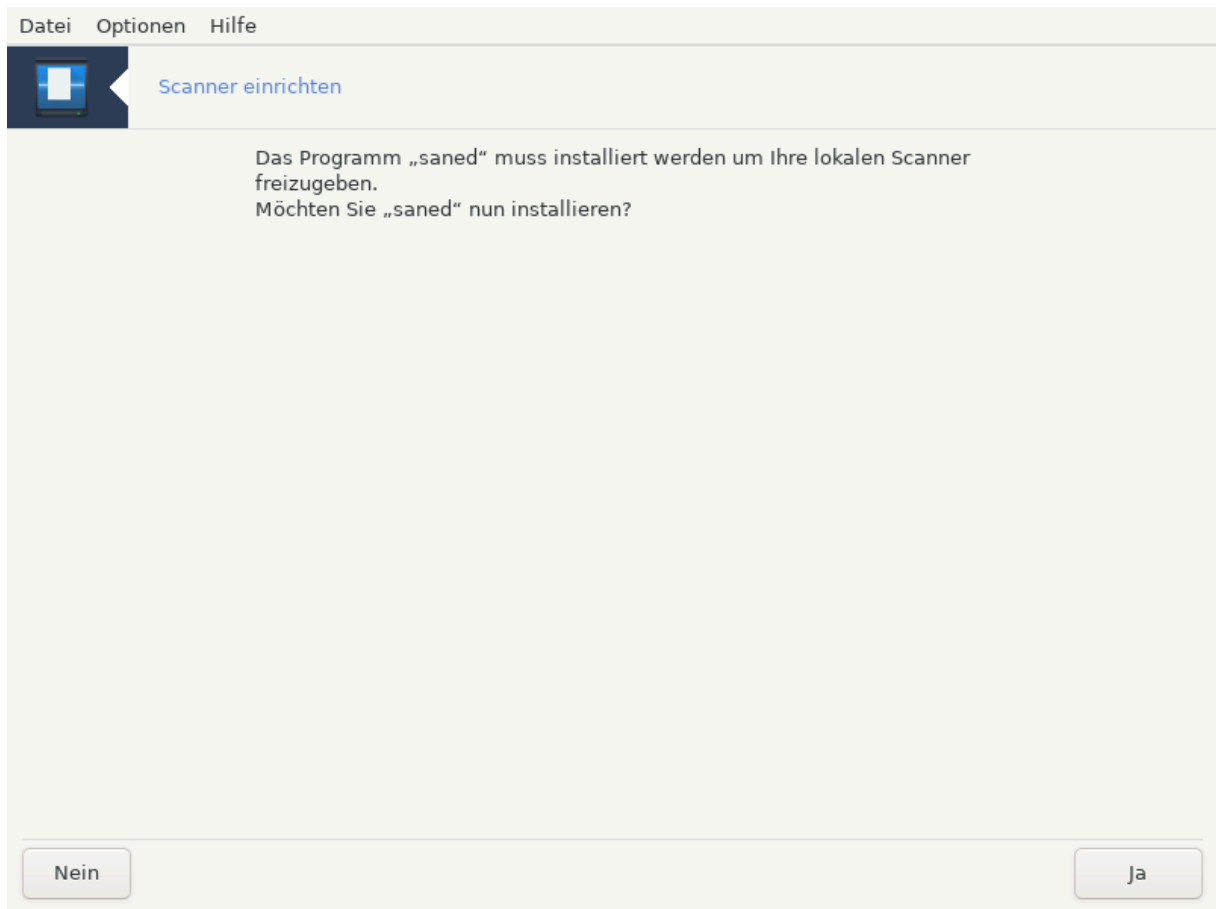 Datei Optionen Hilfe
Scanner einrichten
Das Programm „saned“ muss installiert werden um Ihre lokalen Scanner
freizugeben.
Möchten Sie „saned“ nun installieren?
Nein Ja